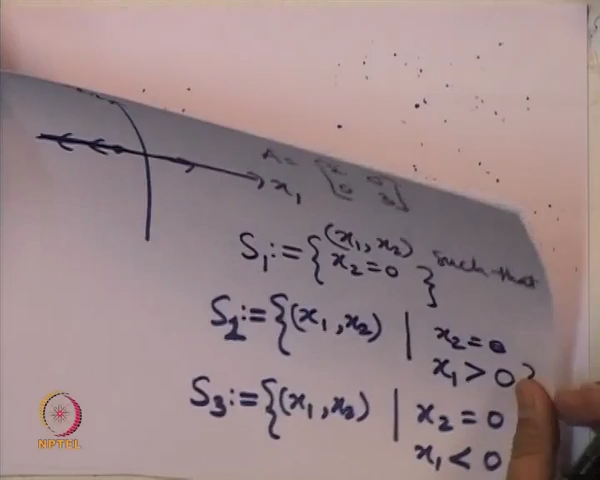 x₁
A = [2 0
0 3]
S₁ := { (x₁, x₂) such that
x₂ = 0 }
S₂ := { (x₁, x₂) | x₂ = 0
x₁ > 0 }
S₃ := { (x₁, x₂) | x₂ = 0
x₁ < 0
NPTEL